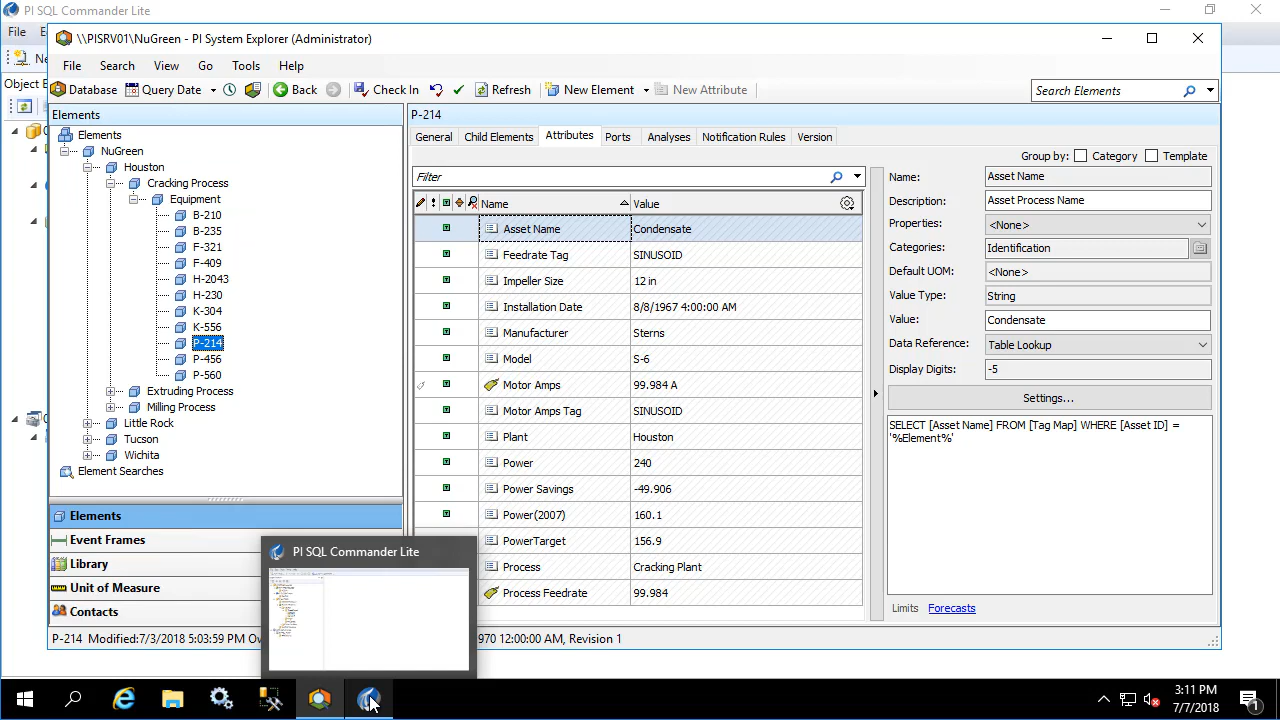 PI SQL Commander Lite
File
\\PISRV01\NuGreen - PI System Explorer (Administrator)
File Search View Go Tools Help
Database Query Date Back Check In Refresh New Element New Attribute Search Elements
Object E
Elements
Elements
NuGreen
Houston
Cracking Process
Equipment
B-210
B-235
F-321
F-409
H-2043
H-230
K-304
K-556
P-214
P-456
P-560
Extruding Process
Milling Process
Little Rock
Tucson
Wichita
Element Searches
Elements
Event Frames
Library
Unit of Measure
Contacts
P-214
General Child Elements Attributes Ports Analyses Notification Rules Version
Group by: Category Template
Filter
Name Value
Asset Name Condensate
Feedrate Tag SINUSOID
Impeller Size 12 in
Installation Date 8/8/1967 4:00:00 AM
Manufacturer Sterns
Model S-6
Motor Amps 99.984 A
Motor Amps Tag SINUSOID
Plant Houston
Power 240
Power Savings -49.906
Power(2007) 160.1
PowerTarget 156.9
Process Cracking Plant
Process Feedrate 99.984
Name: Asset Name
Description: Asset Process Name
Properties: <None>
Categories: Identification
Default UOM: <None>
Value Type: String
Value: Condensate
Data Reference: Table Lookup
Display Digits: -5
Settings...
SELECT [Asset Name] FROM [Tag Map] WHERE [Asset ID] =
'%Element%'
Limits Forecasts
P-214 Modified:7/3/2018 5:03:59 PM 970 12:00:00 AM, Revision 1
PI SQL Commander Lite
3:11 PM
7/7/2018
1